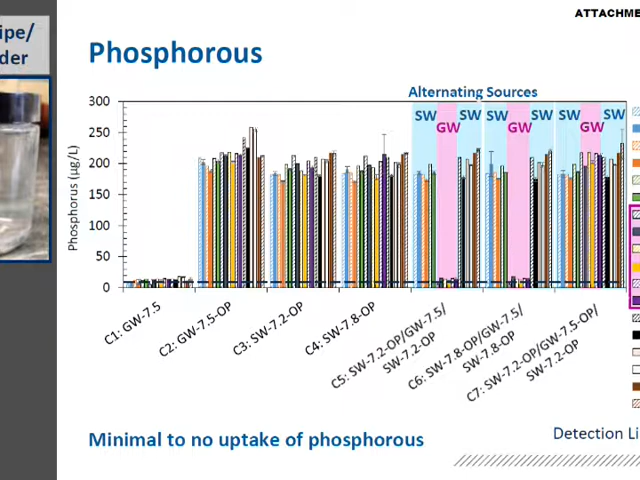 ATTACHME
ipe/
der
Phosphorous
Alternating Sources
SW SW SW SW SW SW
GW GW GW
Phosphorus (µg/L)
300
250
200
150
100
50
0
C1: GW-7.5
C2: GW-7.5-OP
C3: SW-7.2-OP
C4: SW-7.8-OP
C5: SW-7.2-OP/GW-7.5/
SW-7.2-OP
C6: SW-7.8-OP/GW-7.5/
SW-7.8-OP
C7: SW-7.2-OP/GW-7.5-OP/
SW-7.2-OP
Minimal to no uptake of phosphorous
Detection Li